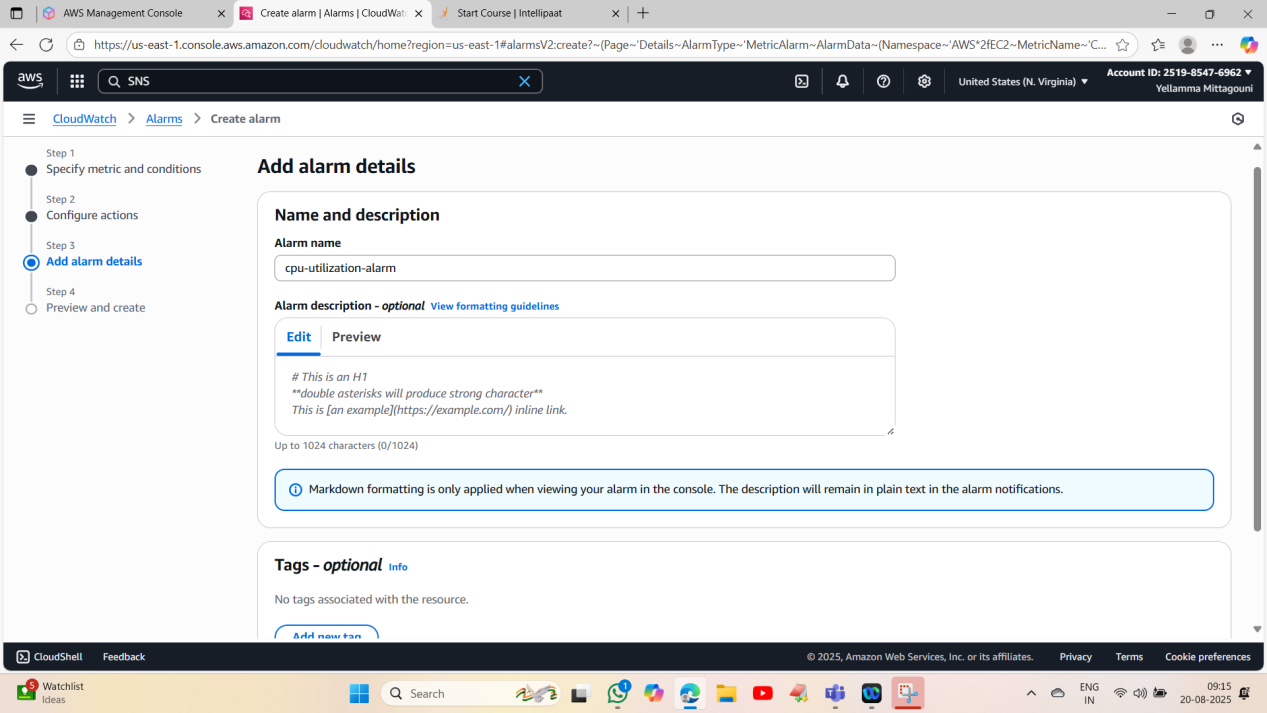 AWS Management Console
Create alarm | Alarms | CloudWat
Start Course | Intellipaat
https://us-east-1.console.aws.amazon.com/cloudwatch/home?region=us-east-1#alarmsV2:create?~(Page~'Details~AlarmType~'MetricAlarm~AlarmData~(Namespace~'AWS*2fEC2~MetricName~'C...
aws
SNS
United States (N. Virginia)
Account ID: 2519-8547-6962
Yellamma Mittagouni
CloudWatch > Alarms > Create alarm
Step 1
Specify metric and conditions
Step 2
Configure actions
Step 3
Add alarm details
Step 4
Preview and create
Add alarm details
Name and description
Alarm name
cpu-utilization-alarm
Alarm description - optional View formatting guidelines
Edit Preview
# This is an H1
**double asterisks will produce strong character**
This is [an example](https://example.com/) inline link.
Up to 1024 characters (0/1024)
Markdown formatting is only applied when viewing your alarm in the console. The description will remain in plain text in the alarm notifications.
Tags - optional Info
No tags associated with the resource.
Add new tag
CloudShell Feedback
© 2025, Amazon Web Services, Inc. or its affiliates. Privacy Terms Cookie preferences
5
Watchlist
Ideas
Search
1
ENG
IN
09:15
20-08-2025